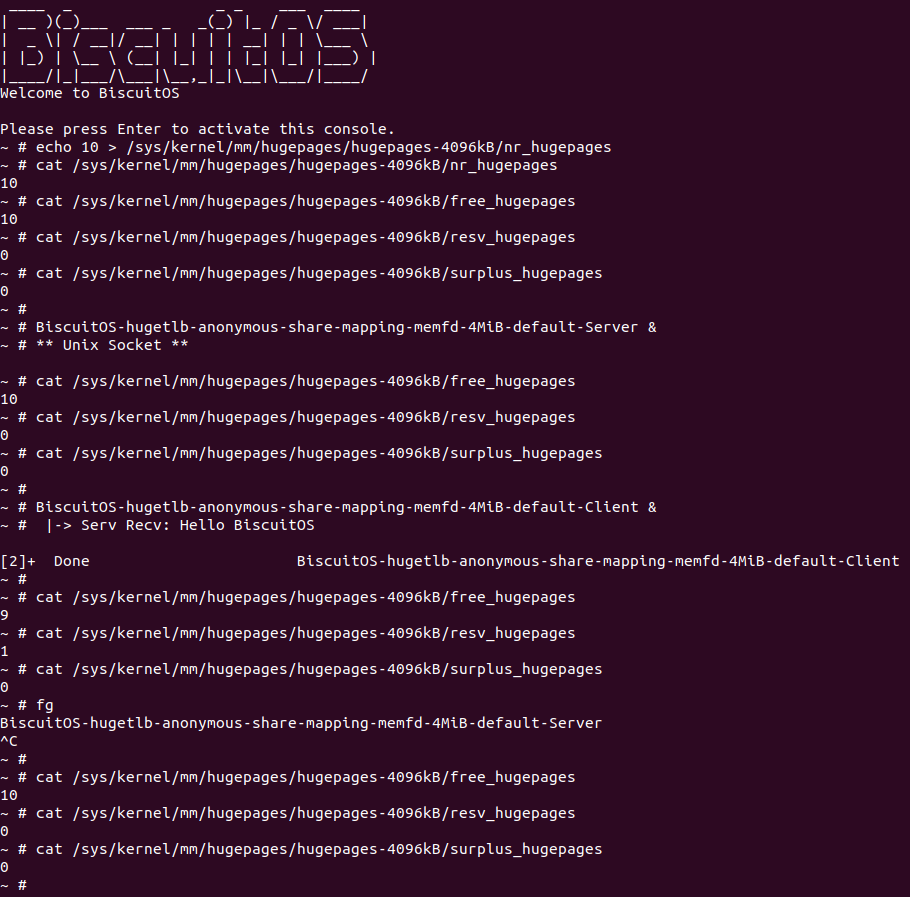 BiscuitOS
Welcome to BiscuitOS
Please press Enter to activate this console.
~ # echo 10 > /sys/kernel/mm/hugepages/hugepages-4096kB/nr_hugepages
~ # cat /sys/kernel/mm/hugepages/hugepages-4096kB/nr_hugepages
10
~ # cat /sys/kernel/mm/hugepages/hugepages-4096kB/free_hugepages
10
~ # cat /sys/kernel/mm/hugepages/hugepages-4096kB/resv_hugepages
0
~ # cat /sys/kernel/mm/hugepages/hugepages-4096kB/surplus_hugepages
0
~ #
~ # BiscuitOS-hugetlb-anonymous-share-mapping-memfd-4MiB-default-Server &
~ # ** Unix Socket **
~ # cat /sys/kernel/mm/hugepages/hugepages-4096kB/free_hugepages
10
~ # cat /sys/kernel/mm/hugepages/hugepages-4096kB/resv_hugepages
0
~ # cat /sys/kernel/mm/hugepages/hugepages-4096kB/surplus_hugepages
0
~ #
~ # BiscuitOS-hugetlb-anonymous-share-mapping-memfd-4MiB-default-Client &
~ #  |-> Serv Recv: Hello BiscuitOS
[2]+  Done                       BiscuitOS-hugetlb-anonymous-share-mapping-memfd-4MiB-default-Client
~ #
~ # cat /sys/kernel/mm/hugepages/hugepages-4096kB/free_hugepages
9
~ # cat /sys/kernel/mm/hugepages/hugepages-4096kB/resv_hugepages
1
~ # cat /sys/kernel/mm/hugepages/hugepages-4096kB/surplus_hugepages
0
~ # fg
BiscuitOS-hugetlb-anonymous-share-mapping-memfd-4MiB-default-Server
^C
~ #
~ # cat /sys/kernel/mm/hugepages/hugepages-4096kB/free_hugepages
10
~ # cat /sys/kernel/mm/hugepages/hugepages-4096kB/resv_hugepages
0
~ # cat /sys/kernel/mm/hugepages/hugepages-4096kB/surplus_hugepages
0
~ #